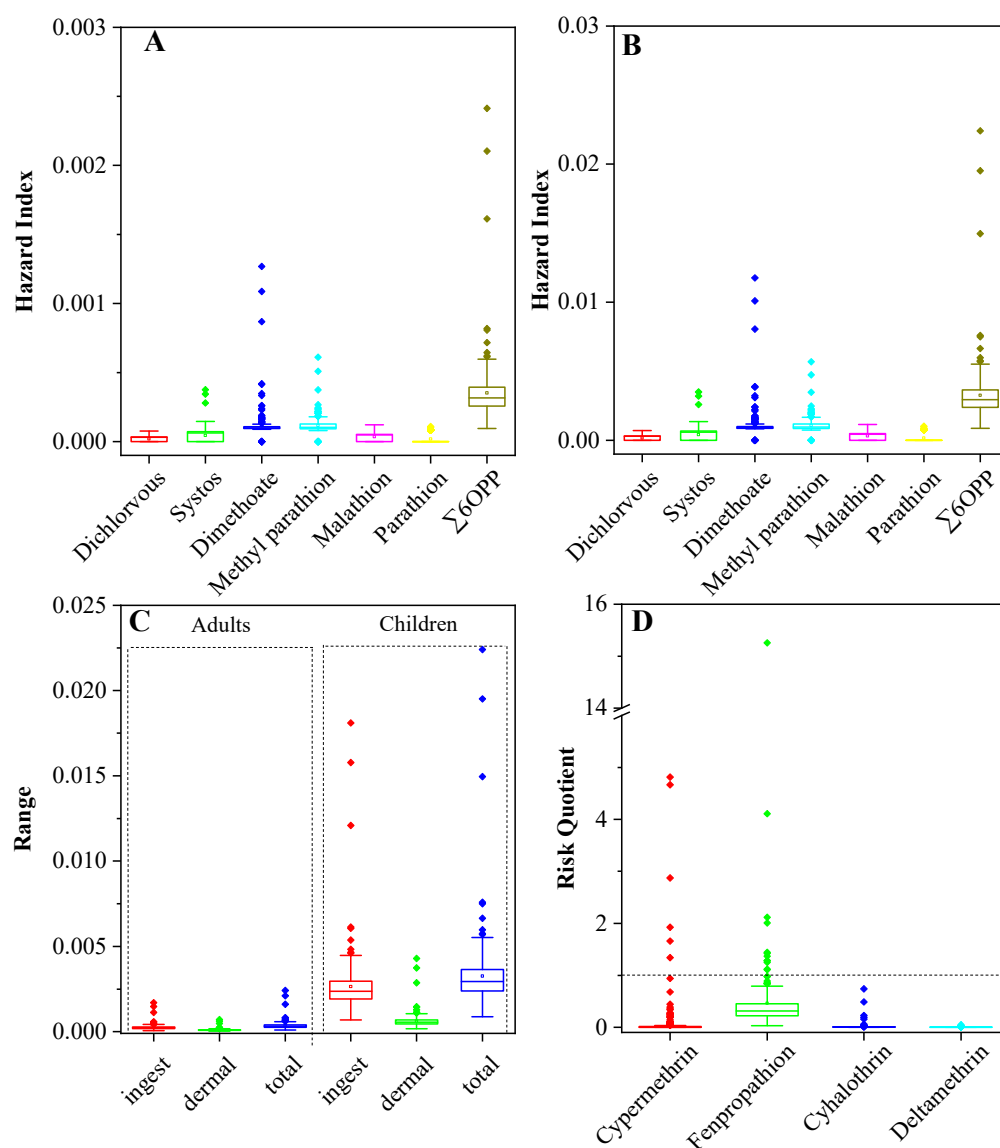 A
Hazard Index
0.003
0.002
0.001
0.000
Dichlorvous
Systos
Dimethoate
Methyl parathion
Malathion
Parathion
∑6OPP
B
Hazard Index
0.03
0.02
0.01
0.00
Dichlorvous
Systos
Dimethoate
Methyl parathion
Malathion
Parathion
∑6OPP
C
Adults
Children
Range
0.025
0.020
0.015
0.010
0.005
0.000
ingest
dermal
total
ingest
dermal
total
D
Risk Quotient
16
14
4
2
0
Cypermethrin
Fenpropathion
Cyhalothrin
Deltamethrin